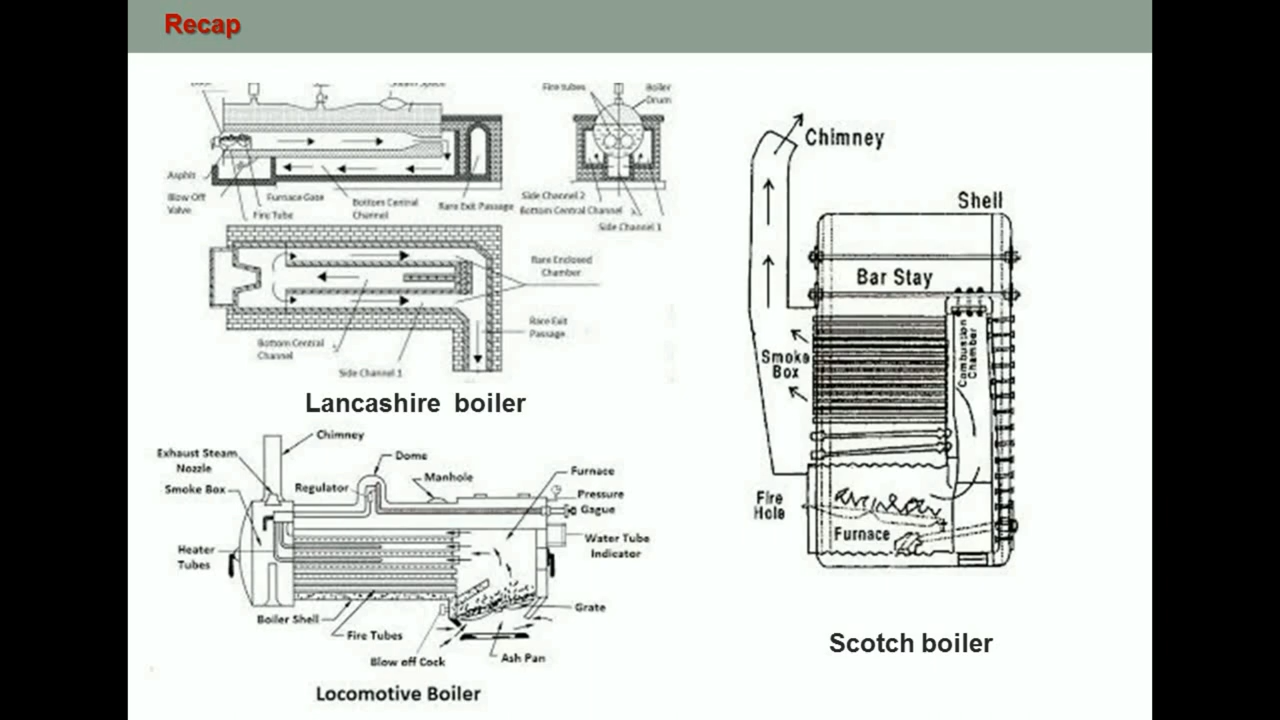 Recap
Fire tubes
Boiler
Drum
Asphit
Blow Off
Valve
Furnace Gase
Fire Tube
Bottom Central
Channel
Rare Exit Passage
Side Channel 2
Bottom Central Channel
Side Channel 1
Rare Enclosed
Chamber
Rare Exit
Passage
Bottom Central
Channel
Side Channel 1
Lancashire boiler
Chimney
Exhaust Steam
Nozzle
Dome
Smoke Box
Regulator
Manhole
Furnace
Pressure
Gague
Water Tube
Indicator
Heater
Tubes
Grate
Boiler Shell
Fire Tubes
Blow off Cock
Ash Pan
Locomotive Boiler
Chimney
Shell
Bar Stay
Smoke
Box
Combustion
Chamber
Fire
Hole
Furnace
Scotch boiler